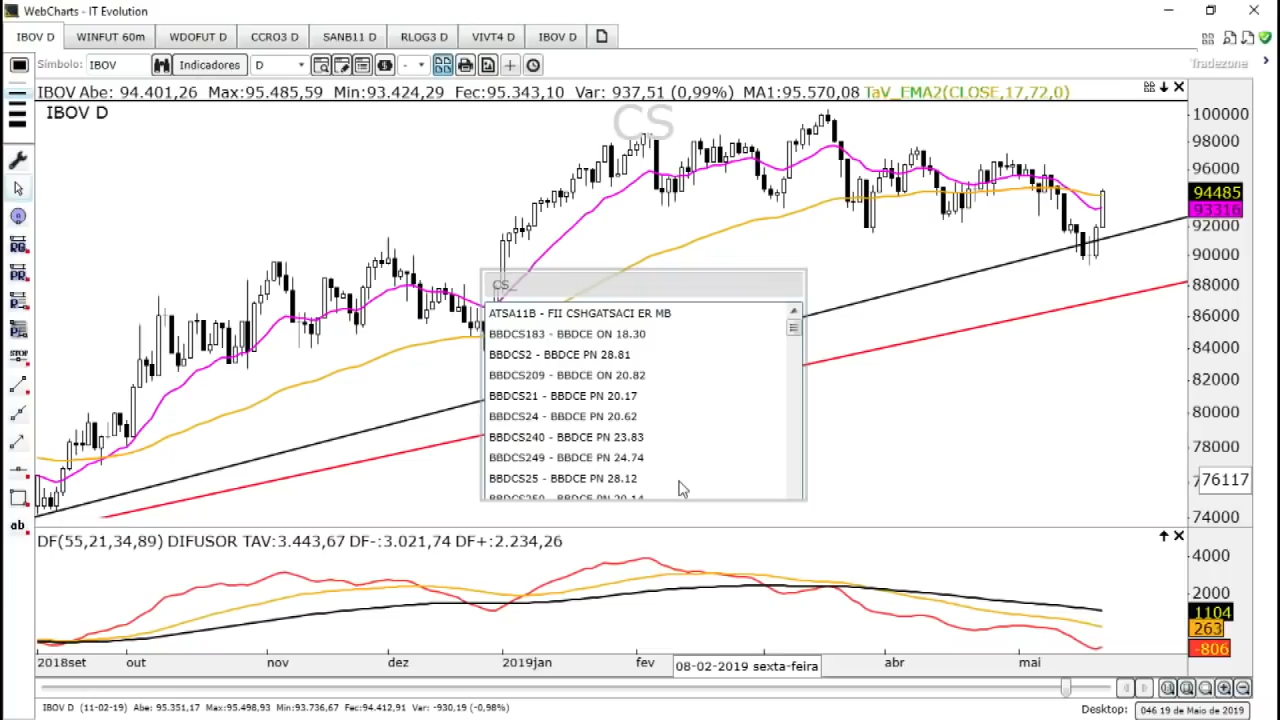 WebCharts - IT Evolution
IBOV D WINFUT 60m WDOFUT D CCRO3 D SANB11 D RLOG3 D VIVT4 D IBOV D
Símbolo: IBOV Indicadores D - Tradezone
IBOV Abe: 94.401,26 Max:95.485,59 Min:93.424,29 Fec:95.343,10 Var: 937,51 (0,99%) MA1:95.570,08 TaV_EMA2(CLOSE,17,72,0)
IBOV D
CS
100000
98000
96000
94485
93316
92000
90000
88000
86000
84000
82000
80000
78000
76117
74000
CS_
ATSA11B - FII CSHGATSACI ER MB
BBDCS183 - BBDCE ON 18.30
BBDCS2 - BBDCE PN 28.81
BBDCS209 - BBDCE ON 20.82
BBDCS21 - BBDCE PN 20.17
BBDCS24 - BBDCE PN 20.62
BBDCS240 - BBDCE PN 23.83
BBDCS249 - BBDCE PN 24.74
BBDCS25 - BBDCE PN 28.12
RG
PR
STOP
ab
DF(55,21,34,89) DIFUSOR TAV:3.443,67 DF-:3.021,74 DF+:2.234,26
4000
2000
1104
263
-806
2018set out nov dez 2019jan fev 08-02-2019 sexta-feira abr mai
IBOV D (11-02-19) Abe: 95.351,17 Max: 95.498,93 Min: 93.736,67 Fec: 94.412,91 Var: -930,19 (-0,98%) Desktop: 046 19 de Maio de 2019